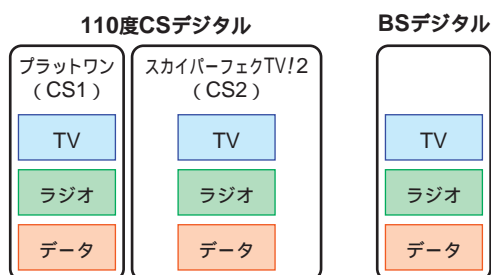 110度CSデジタル
BSデジタル
プラットワン
（CS1）
スカイパーフェクTV!2
（CS2）
TV
TV
TV
ラジオ
ラジオ
ラジオ
データ
データ
データ